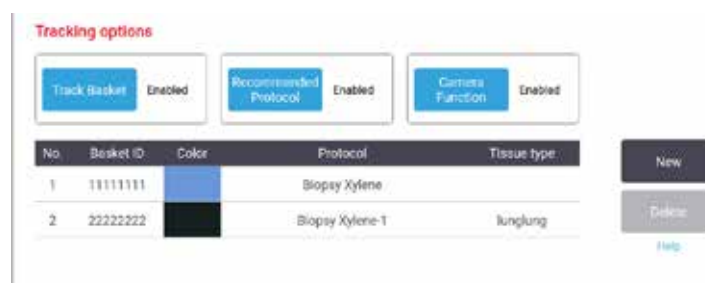 Tracking options
Track Basket Enabled
Recommended Protocol Enabled
Camera Function Enabled
No. Basket ID Color Protocol Tissue type
1 11111111 Biopsy Xylene
2 22222222 Biopsy Xylene-1 lunglung
New
Delete
Help